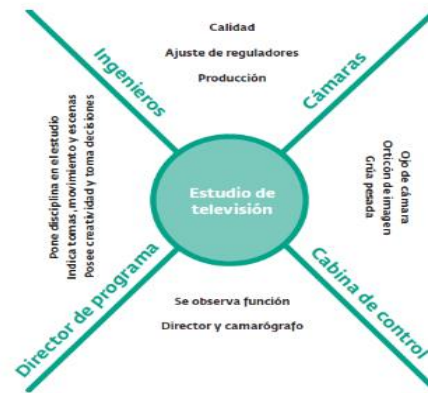 Calidad
Ajuste de reguladores
Producción
Ingenieros
Cámaras
Pone disciplina en el estudio
Indica tomas, movimiento y escenas
Posee creatividad y toma decisiones
Estudio de
televisión
Ojo de cámara
Orticón de imagen
Grúa pesada
Director de programa
Cabina de control
Se observa función
Director y camarógrafo